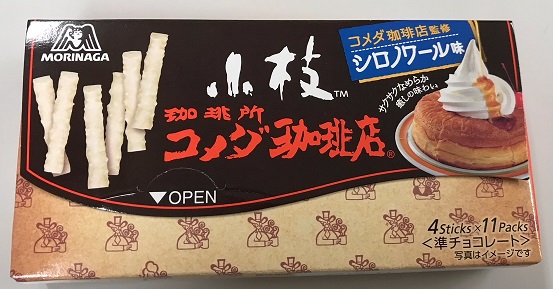 MORINAGA
小枝™
コメダ珈琲店監修
シロノワール味
サクサクなめらか
癒しの味わい
珈琲所
コメダ珈琲店®
▼OPEN
4Sticks×11Packs
<準チョコレート>
写真はイメージです